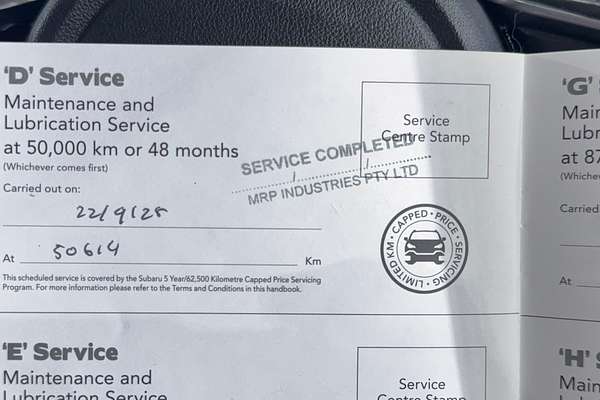 'D' Service
Maintenance and
Lubrication Service
at 50,000 km or 48 months
(Whichever comes first)
Carried out on:
22/9/25
At 50614 Km
This scheduled service is covered by the Subaru 5 Year/62,500 Kilometre Capped Price Servicing
Program. For more information please refer to the Terms and Conditions in this handbook.
Service
Centre Stamp
SERVICE COMPLETED
....../....../......
MRP INDUSTRIES PTY LTD
CAPPED • PRICE • SERVICING • LIMITED KM •
'E' Service
Maintenance and
Lubrication Service
Service
Centre Stamp
'G'
Main
Lubr
at 87
(Whichev
Carried
At
'H' S
Main